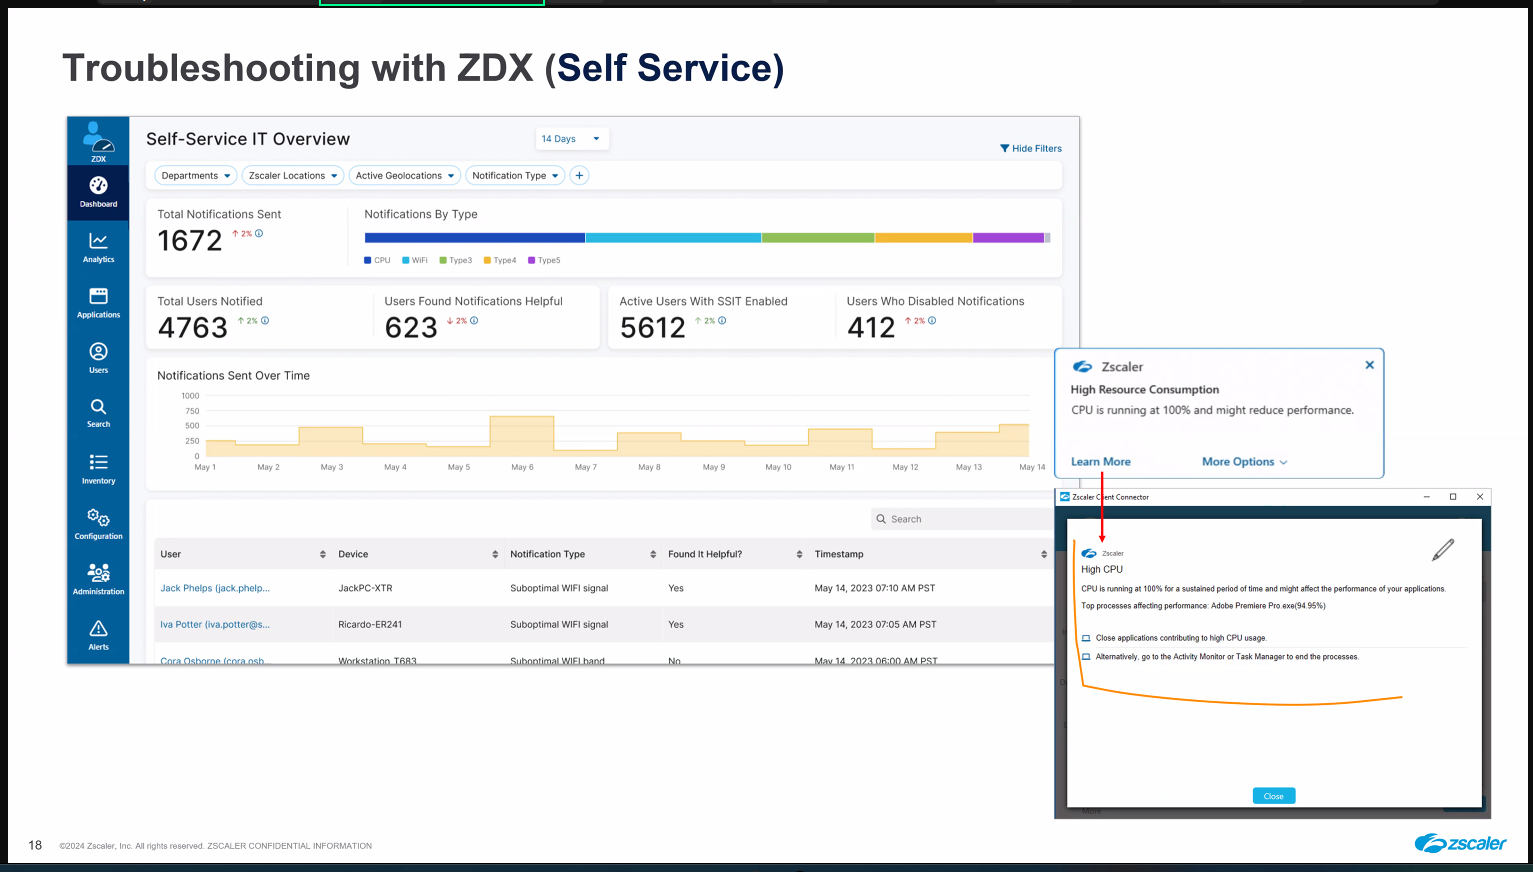 Troubleshooting with ZDX (Self Service)
ZDX
Dashboard
Analytics
Applications
Users
Search
Inventory
Configuration
Administration
Alerts
Self-Service IT Overview
14 Days
Hide Filters
Departments Zscaler Locations Active Geolocations Notification Type +
Total Notifications Sent
1672 ↑ 2%
Notifications By Type
CPU WiFi Type3 Type4 Type5
Total Users Notified
4763 ↑ 2%
Users Found Notifications Helpful
623 ↓ 2%
Active Users With SSIT Enabled
5612 ↑ 2%
Users Who Disabled Notifications
412 ↑ 2%
Notifications Sent Over Time
1000
750
500
250
0
May 1 May 2 May 3 May 4 May 5 May 6 May 7 May 8 May 9 May 10 May 11 May 12 May 13 May 14
Search
User Device Notification Type Found It Helpful? Timestamp
Jack Phelps (jack.phelp... JackPC-XTR Suboptimal WIFI signal Yes May 14, 2023 07:10 AM PST
Iva Potter (iva.potter@s... Ricardo-ER241 Suboptimal WIFI signal Yes May 14, 2023 07:05 AM PST
Cora Osborne (cora.osb... Workstation_T683 Suboptimal WIFI band No May 14, 2023 06:00 AM PST
Zscaler
High Resource Consumption
CPU is running at 100% and might reduce performance.
Learn More More Options
Zscaler Client Connector
Zscaler
High CPU
CPU is running at 100% for a sustained period of time and might affect the performance of your applications.
Top processes affecting performance: Adobe Premiere Pro.exe(94.95%)
Close applications contributing to high CPU usage.
Alternatively, go to the Activity Monitor or Task Manager to end the processes.
Close
More
18 ©2024 Zscaler, Inc. All rights reserved. ZSCALER CONFIDENTIAL INFORMATION
zscaler